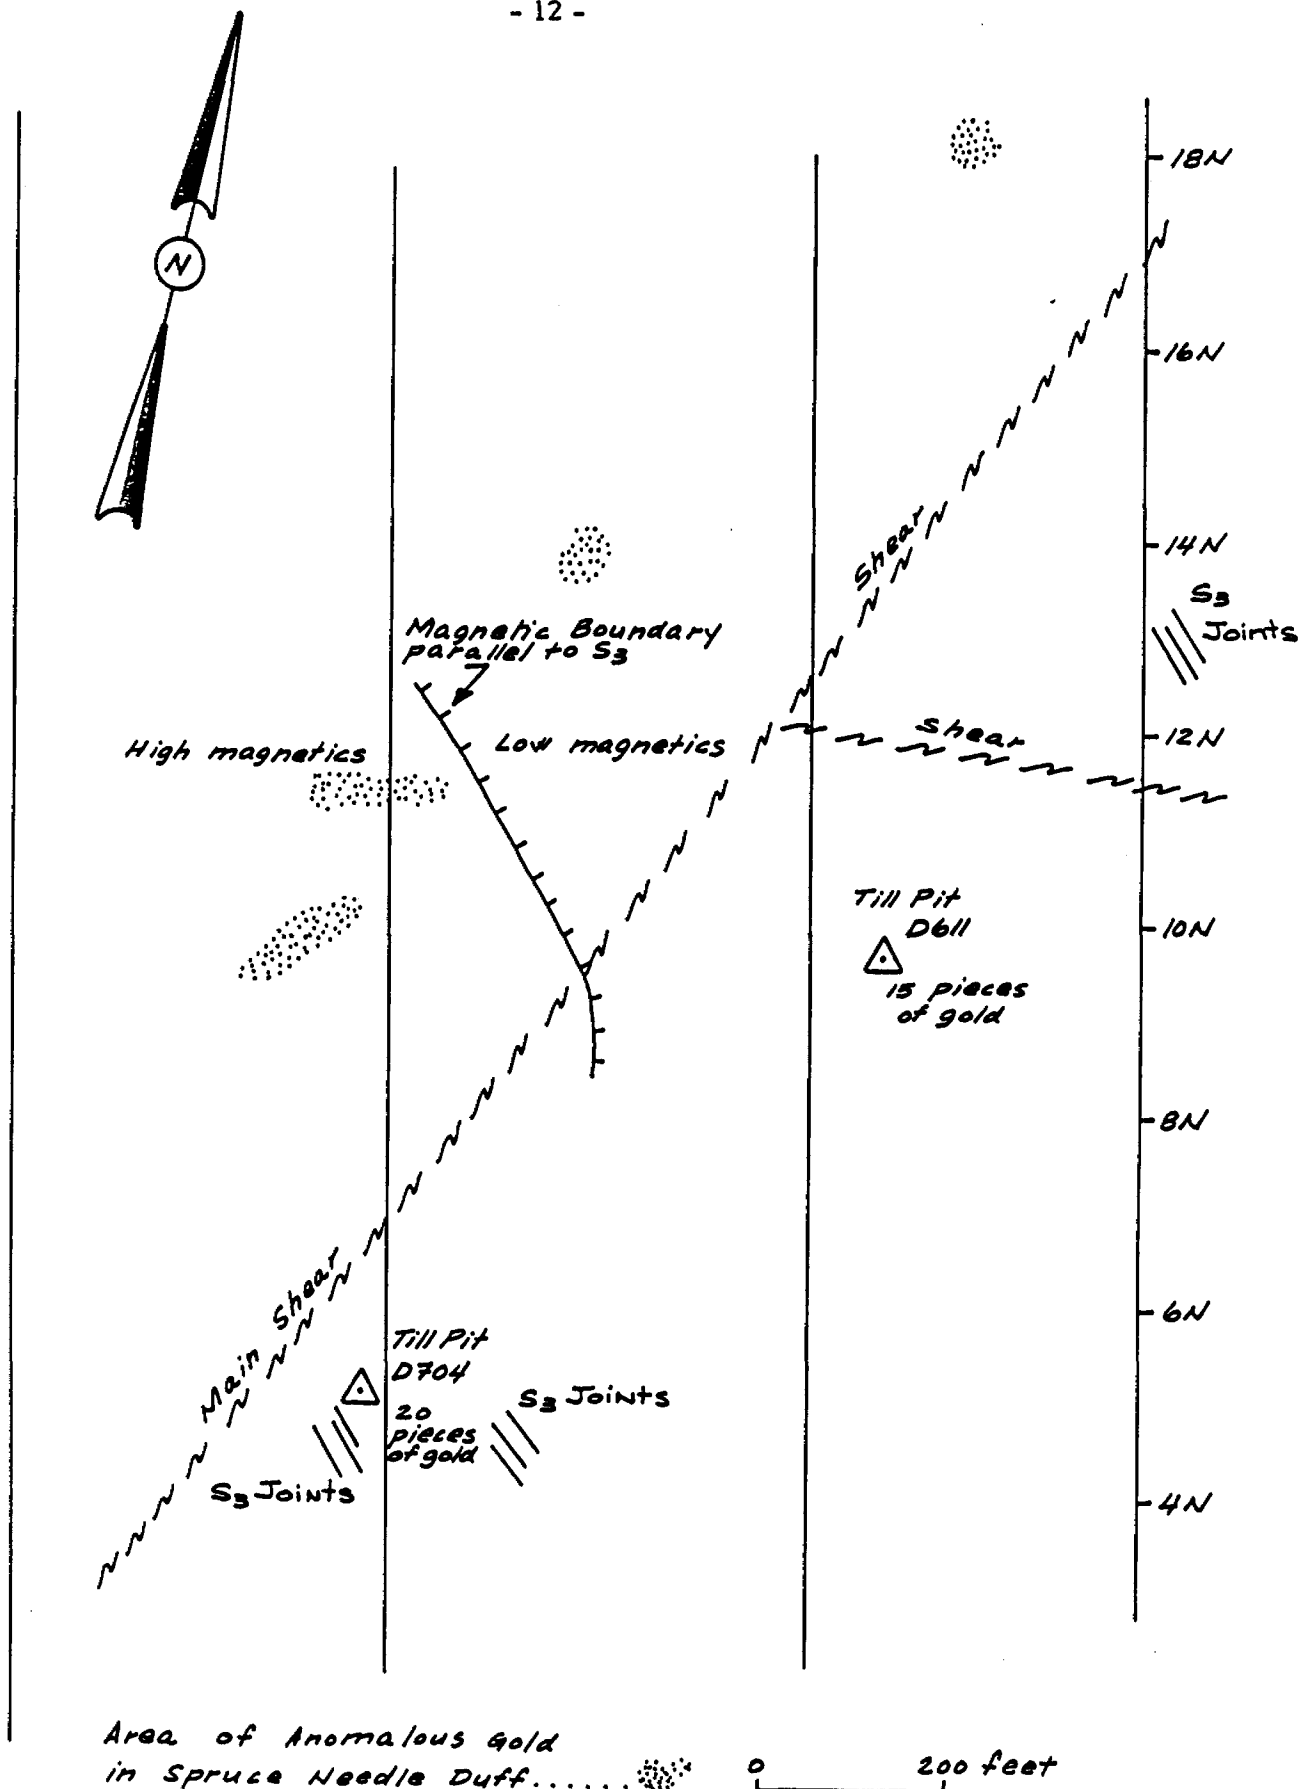 - 12 -
N
18N
16N
Shear
14N
S3
Joints
Magnetic Boundary
parallel to S3
High magnetics
Low magnetics
Shear
12N
Till Pit
D611
10N
15 pieces
of gold
8N
Main Shear
6N
Till Pit
D704
S3 Joints
20
pieces
of gold
S3 Joints
4N
Area of Anomalous Gold
in Spruce Needle Duff......
0 200 feet